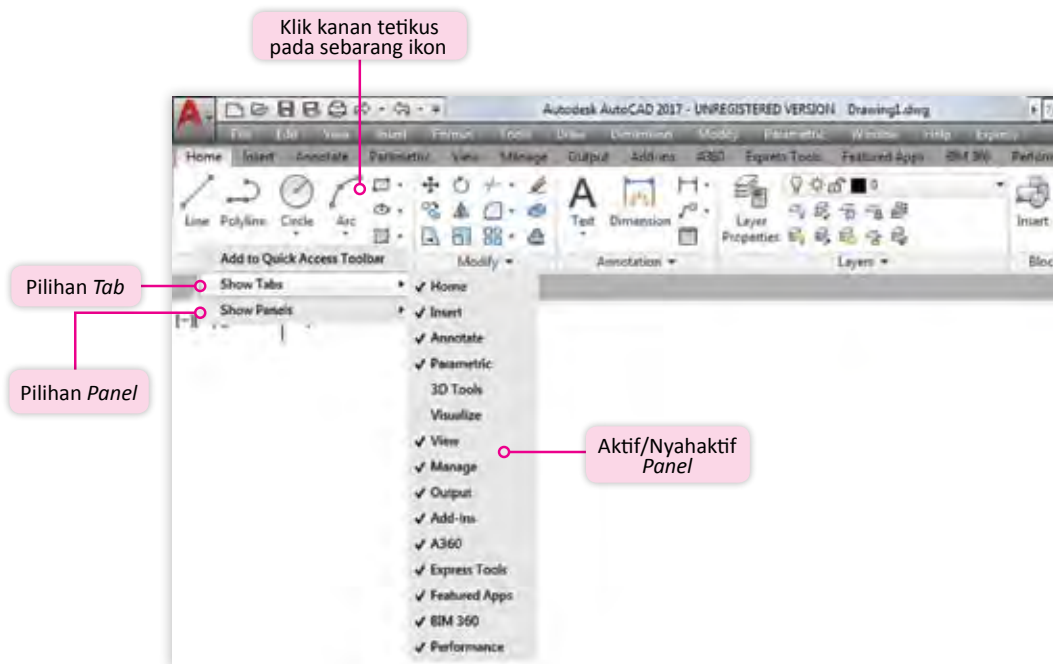 Klik kanan tetikus
pada sebarang ikon
Autodesk AutoCAD 2017 - UNREGISTERED VERSION Drawing1.dwg
File Edit View Insert Format Tools Draw Dimension Modify Parametric Window Help Express
Home Insert Annotate Parametric View Manage Output Add-ins A360 Express Tools Featured Apps BIM 360
Line Polyline Circle Arc Text Dimension Layer Properties 0 Insert
Add to Quick Access Toolbar
Modify Annotation Layers
Pilihan Tab
Show Tabs
Show Panels
Pilihan Panel
✓ Home
✓ Insert
✓ Annotate
✓ Parametric
3D Tools
Visualize
✓ View
✓ Manage
✓ Output
✓ Add-ins
✓ A360
✓ Express Tools
✓ Featured Apps
✓ BIM 360
✓ Performance
Aktif/Nyahaktif
Panel